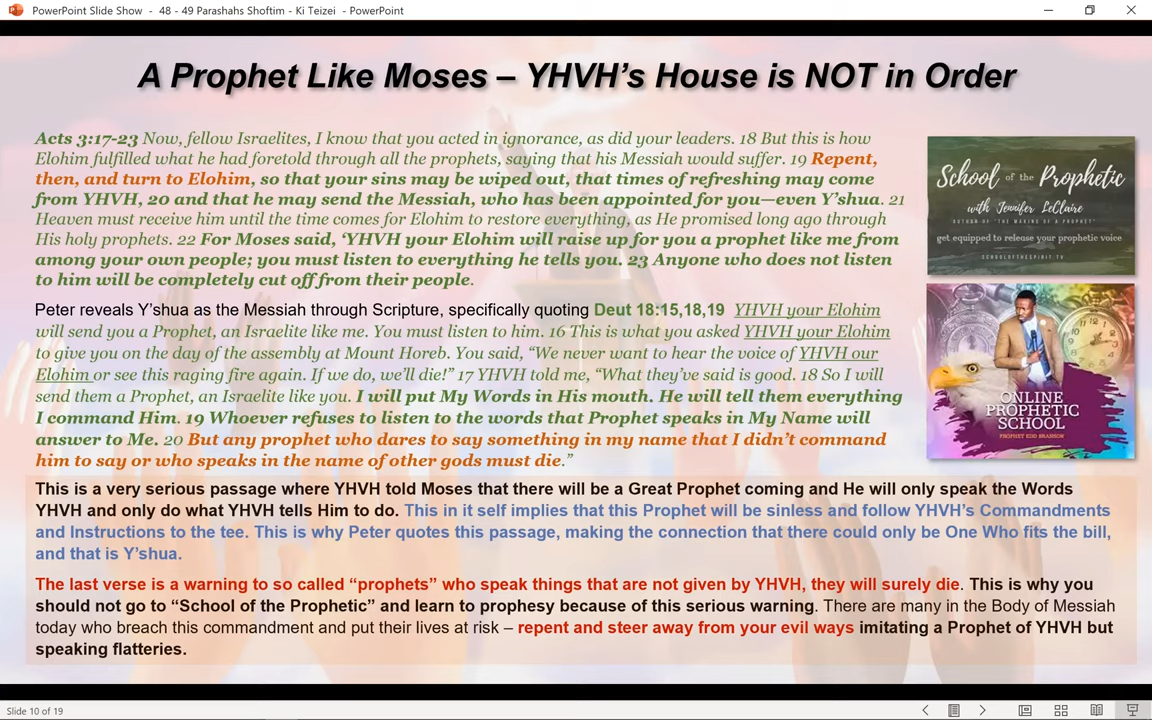 PowerPoint Slide Show - 48 - 49 Parashahs Shoftim - Ki Teizei - PowerPoint
A Prophet Like Moses – YHVH’s House is NOT in Order
Acts 3:17-23 Now, fellow Israelites, I know that you acted in ignorance, as did your leaders. 18 But this is how
Elohim fulfilled what he had foretold through all the prophets, saying that his Messiah would suffer. 19 Repent,
then, and turn to Elohim, so that your sins may be wiped out, that times of refreshing may come
from YHVH, 20 and that he may send the Messiah, who has been appointed for you—even Y’shua. 21
Heaven must receive him until the time comes for Elohim to restore everything, as He promised long ago through
His holy prophets. 22 For Moses said, ‘YHVH your Elohim will raise up for you a prophet like me from
among your own people; you must listen to everything he tells you. 23 Anyone who does not listen
to him will be completely cut off from their people.
Peter reveals Y’shua as the Messiah through Scripture, specifically quoting Deut 18:15,18,19 YHVH your Elohim
will send you a Prophet, an Israelite like me. You must listen to him. 16 This is what you asked YHVH your Elohim
to give you on the day of the assembly at Mount Horeb. You said, “We never want to hear the voice of YHVH our
Elohim or see this raging fire again. If we do, we’ll die!” 17 YHVH told me, “What they’ve said is good. 18 So I will
send them a Prophet, an Israelite like you. I will put My Words in His mouth. He will tell them everything
I command Him. 19 Whoever refuses to listen to the words that Prophet speaks in My Name will
answer to Me. 20 But any prophet who dares to say something in my name that I didn’t command
him to say or who speaks in the name of other gods must die.”
School of the Prophetic
with Jennifer LeClaire
AUTHOR OF "THE MAKING OF A PROPHET"
get equipped to release your prophetic voice
SCHOOLOFTHESPIRIT.TV
ONLINE
PROPHETIC
SCHOOL
PROPHET EDD BRANSON
This is a very serious passage where YHVH told Moses that there will be a Great Prophet coming and He will only speak the Words
YHVH and only do what YHVH tells Him to do. This in it self implies that this Prophet will be sinless and follow YHVH’s Commandments
and Instructions to the tee. This is why Peter quotes this passage, making the connection that there could only be One Who fits the bill,
and that is Y’shua.
The last verse is a warning to so called “prophets” who speak things that are not given by YHVH, they will surely die. This is why you
should not go to “School of the Prophetic” and learn to prophesy because of this serious warning. There are many in the Body of Messiah
today who breach this commandment and put their lives at risk – repent and steer away from your evil ways imitating a Prophet of YHVH but
speaking flatteries.
Slide 10 of 19